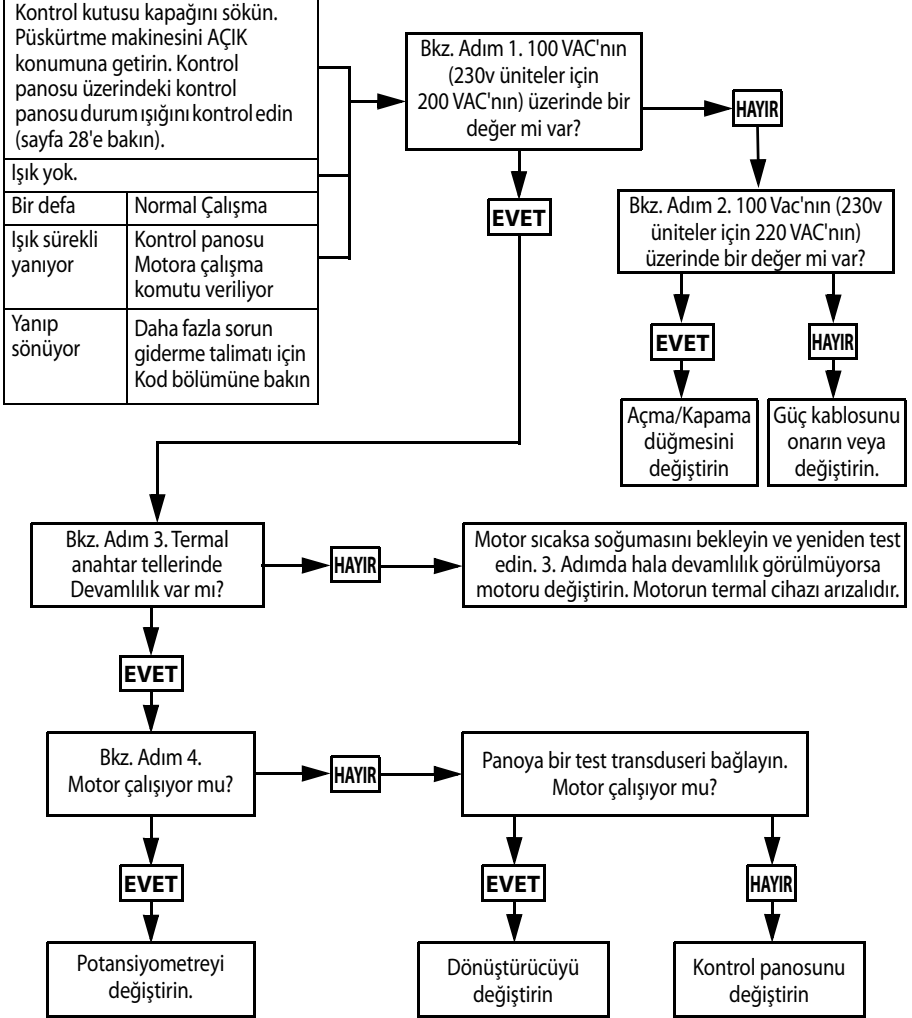 Kontrol kutusu kapağını sökün.
Püskürtme makinesini AÇIK
konumuna getirin. Kontrol
panosu üzerindeki kontrol
panosu durum ışığını kontrol edin
(sayfa 28'e bakın).
Işık yok.
Bir defa
Normal Çalışma
Işık sürekli
yanıyor
Kontrol panosu
Motora çalışma
komutu veriliyor
Yanıp
sönüyor
Daha fazla sorun
giderme talimatı için
Kod bölümüne bakın
Bkz. Adım 1. 100 VAC'nın
(230v üniteler için
200 VAC'nın) üzerinde bir
değer mi var?
HAYIR
EVET
Bkz. Adım 2. 100 Vac'nın (230v
üniteler için 220 VAC'nın)
üzerinde bir değer mi var?
EVET
HAYIR
Açma/Kapama
düğmesini
değiştirin
Güç kablosunu
onarın veya
değiştirin.
Bkz. Adım 3. Termal
anahtar tellerinde
Devamlılık var mı?
HAYIR
Motor sıcaksa soğumasını bekleyin ve yeniden test
edin. 3. Adımda hala devamlılık görülmüyorsa
motoru değiştirin. Motorun termal cihazı arızalıdır.
EVET
Bkz. Adım 4.
Motor çalışıyor mu?
HAYIR
Panoya bir test transduseri bağlayın.
Motor çalışıyor mu?
EVET
EVET
HAYIR
Potansiyometreyi
değiştirin.
Dönüştürücüyü
değiştirin
Kontrol panosunu
değiştirin